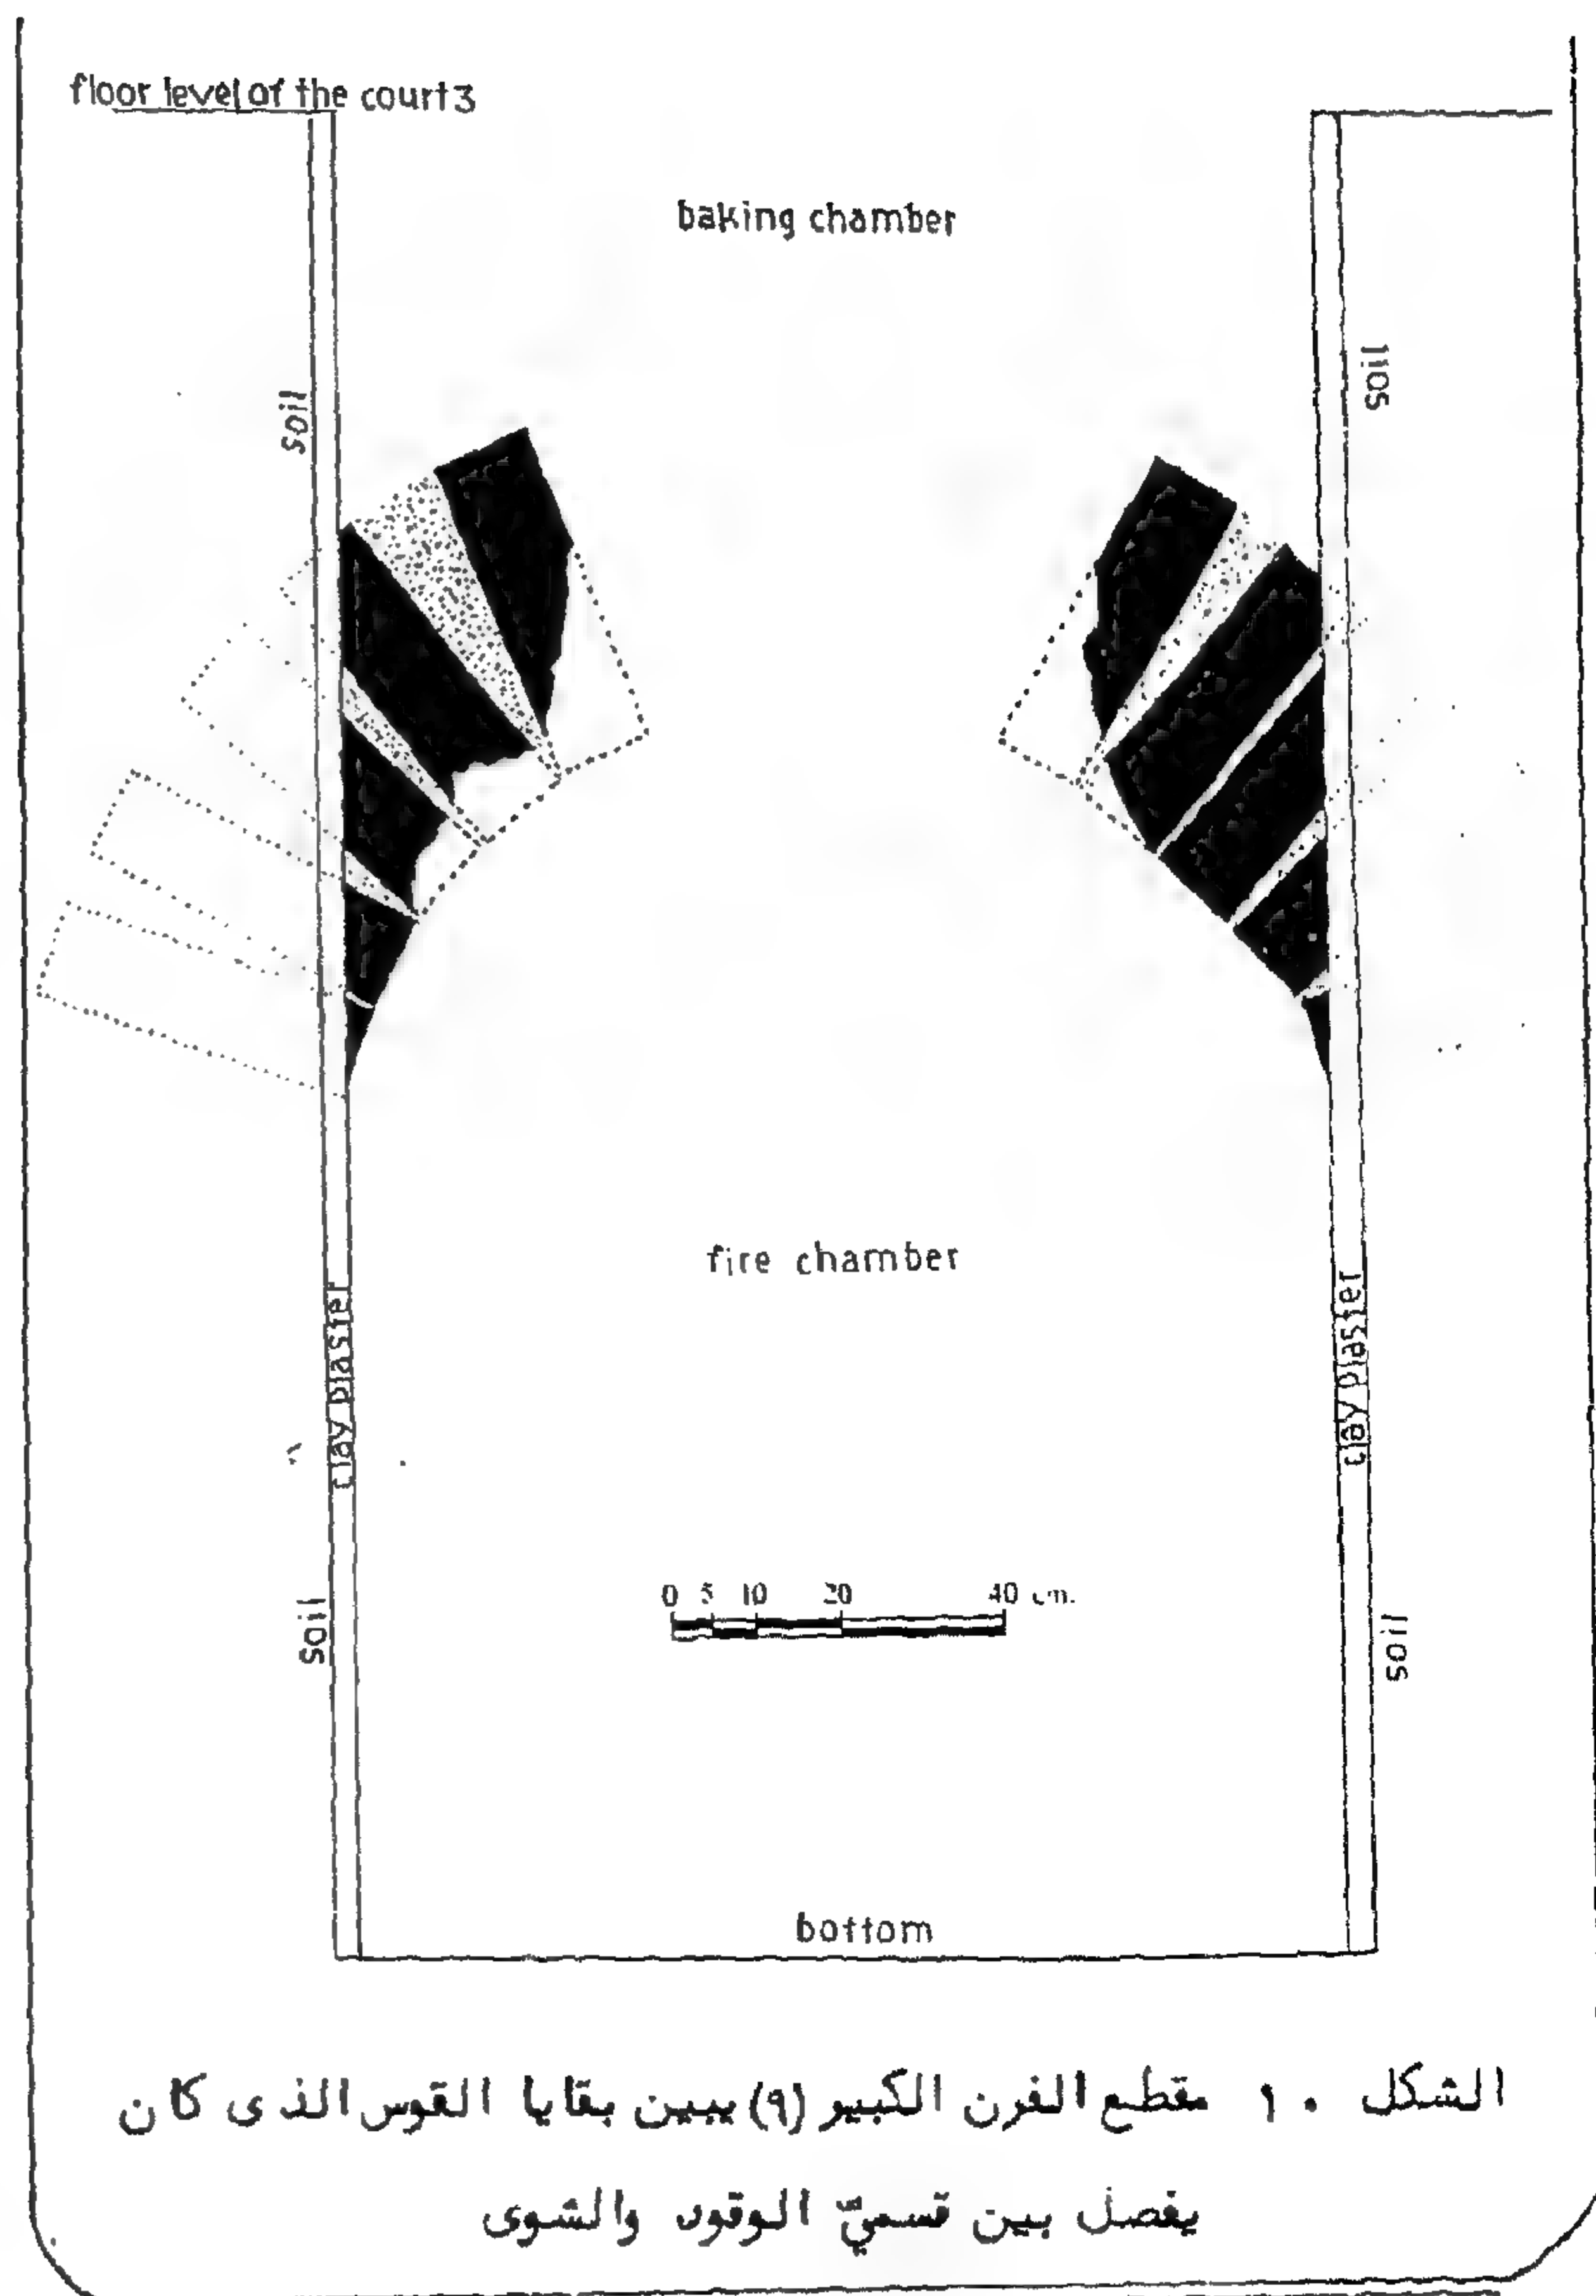 floor level of the court 3
baking chamber
soil
soil
fire chamber
clay plaster
clay plaster
0 5 10 20 40 cm.
soil
soil
bottom
الشكل ١٠ مقطع الفرن الكبير (٩) يبين بقايا القوس الذى كان
يفصل بين قسميّ الوقود والشوى